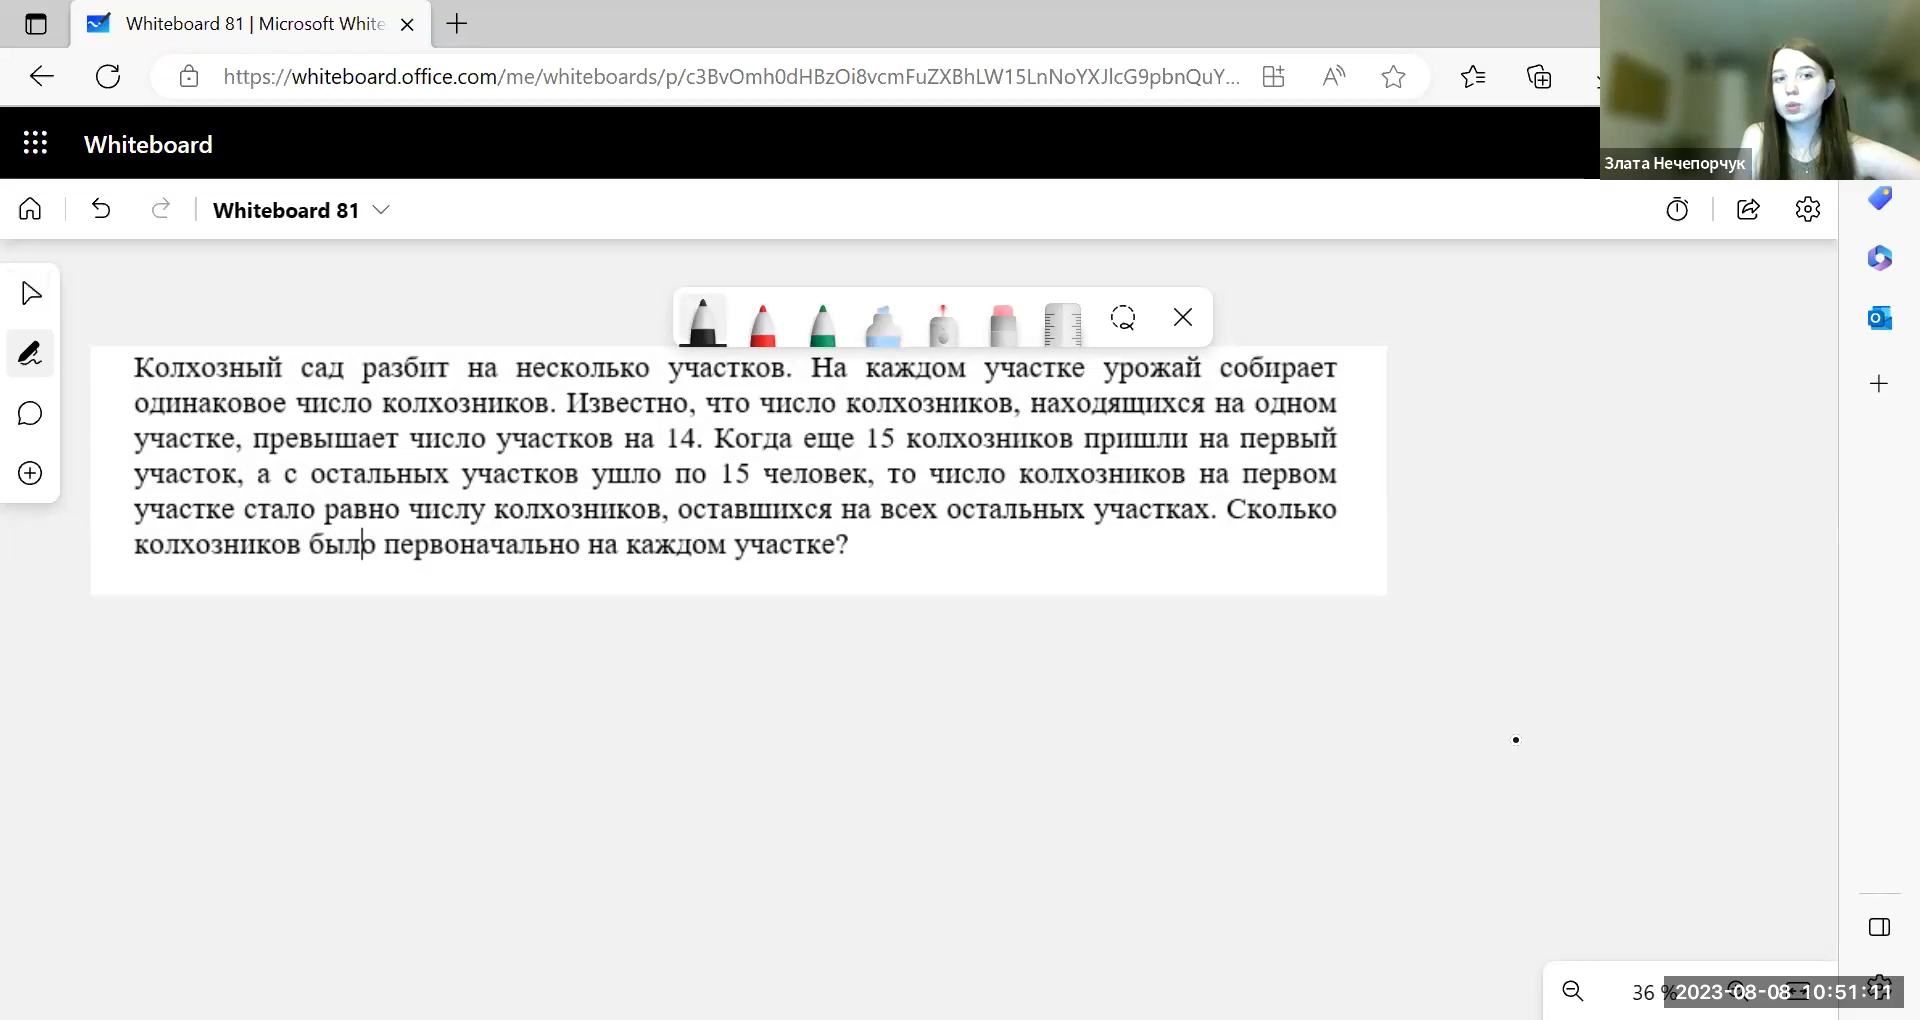 Whiteboard 81 | Microsoft White
https://whiteboard.office.com/me/whiteboards/p/c3BvOmh0dHBzOi8vcmFuZXBhLW15LnNoYXJlcG9pbnQuY...
Whiteboard
Злата Нечепорчук
Whiteboard 81
Колхозный сад разбит на несколько участков. На каждом участке урожай собирает
одинаковое число колхозников. Известно, что число колхозников, находящихся на одном
участке, превышает число участков на 14. Когда еще 15 колхозников пришли на первый
участок, а с остальных участков ушло по 15 человек, то число колхозников на первом
участке стало равно числу колхозников, оставшихся на всех остальных участках. Сколько
колхозников было первоначально на каждом участке?
36 %
2023-08-08 10:51:11